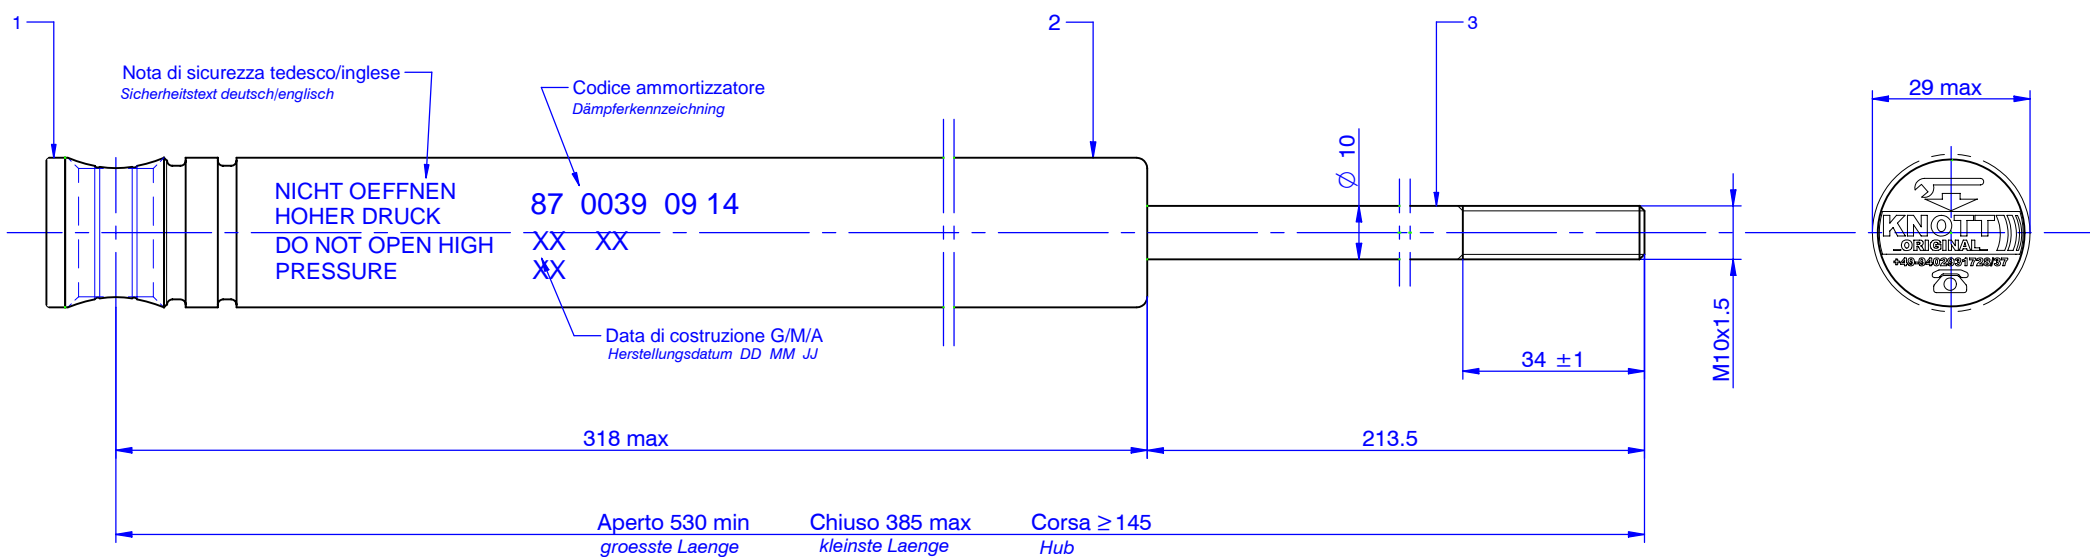 1
2
3
Nota di sicurezza tedesco/inglese
Sicherheitstext deutsch/englisch
Codice ammortizzatore
Dämpferkennzeichning
29 max
Ø 10
NICHT OEFFNEN
HOHER DRUCK
DO NOT OPEN HIGH
PRESSURE
87 0039 09 14
XX XX
XX
KNOTT
ORIGINAL
+49-9402931728/37
M10x1.5
Data di costruzione G/M/A
Herstellungsdatum DD MM JJ
34 ±1
318 max
213.5
Aperto 530 min
groesste Laenge
Chiuso 385 max
kleinste Laenge
Corsa ≥ 145
Hub